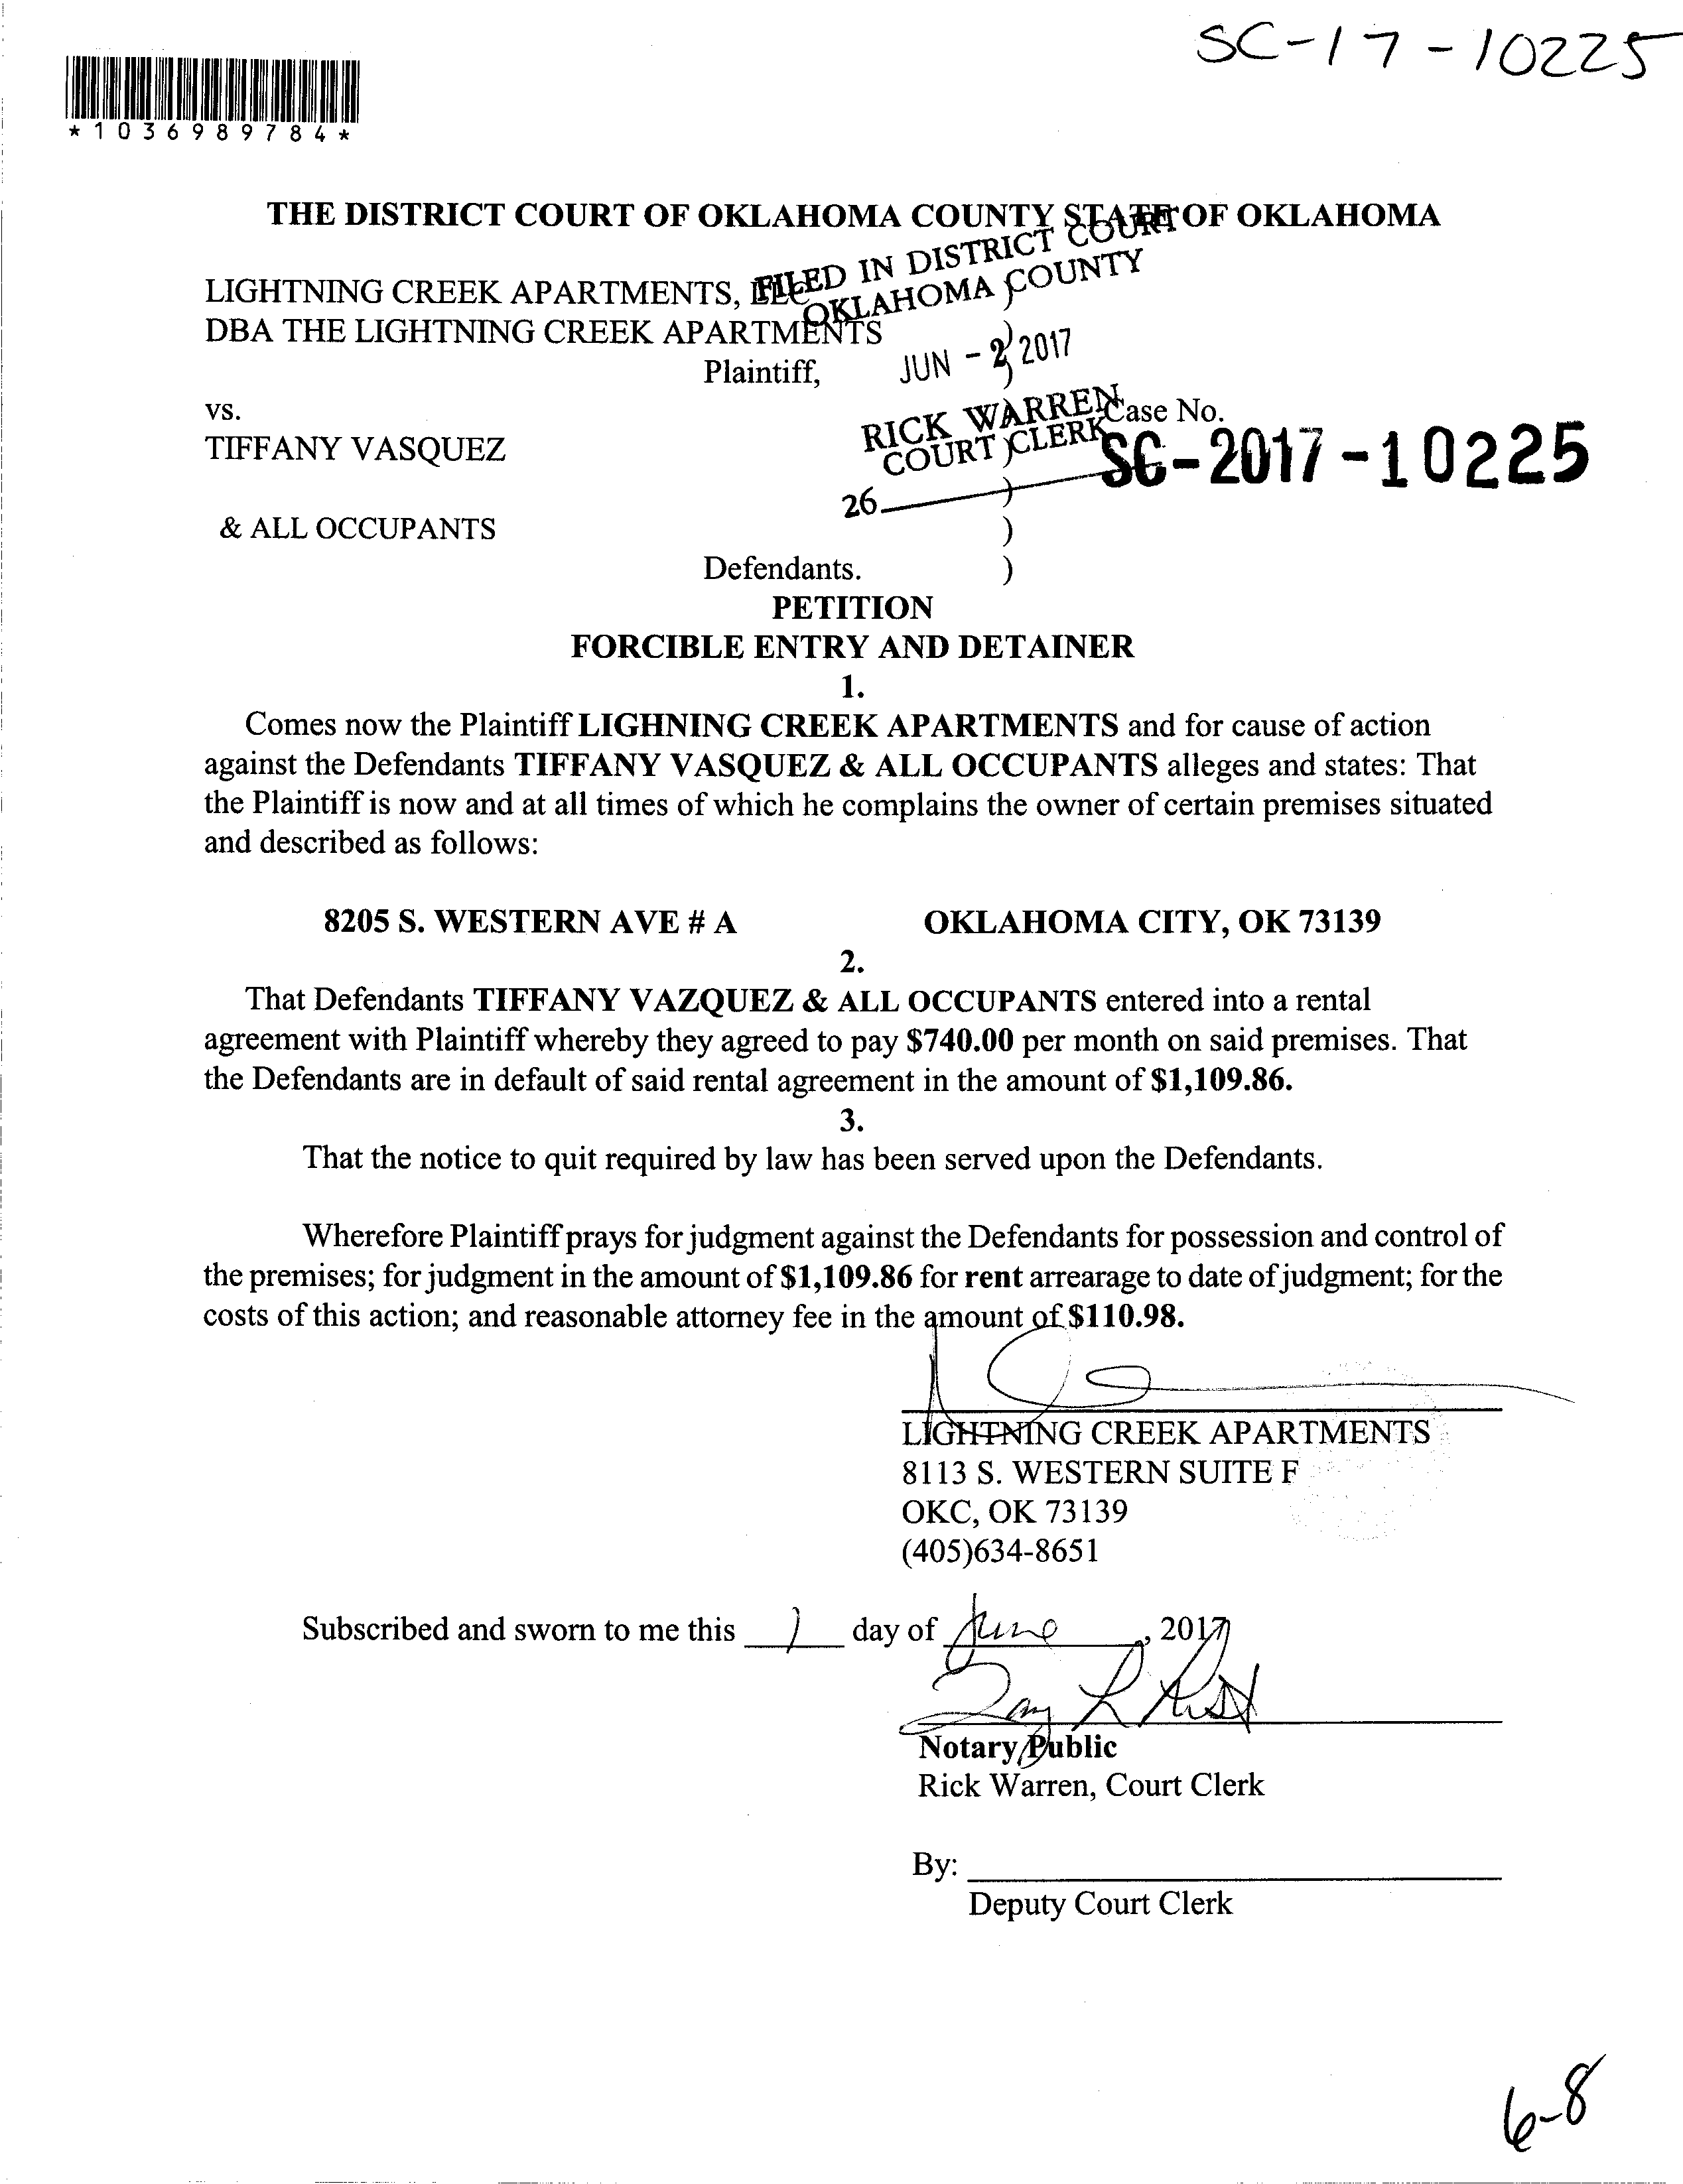 SC-17-10225
*1036989784*
THE DISTRICT COURT OF OKLAHOMA COUNTY STATE OF OKLAHOMA
FILED IN DISTRICT COURT
OKLAHOMA COUNTY
LIGHTNING CREEK APARTMENTS, LLC
DBA THE LIGHTNING CREEK APARTMENTS )
Plaintiff, )
JUN - 2 2017
vs.
RICK WARREN
COURT CLERK
Case No.
TIFFANY VASQUEZ )
SC-2017-10225
26 )
& ALL OCCUPANTS )
Defendants. )
PETITION
FORCIBLE ENTRY AND DETAINER
1.
Comes now the Plaintiff LIGHNING CREEK APARTMENTS and for cause of action
against the Defendants TIFFANY VASQUEZ & ALL OCCUPANTS alleges and states: That
the Plaintiff is now and at all times of which he complains the owner of certain premises situated
and described as follows:
8205 S. WESTERN AVE # A OKLAHOMA CITY, OK 73139
2.
That Defendants TIFFANY VAZQUEZ & ALL OCCUPANTS entered into a rental
agreement with Plaintiff whereby they agreed to pay $740.00 per month on said premises. That
the Defendants are in default of said rental agreement in the amount of $1,109.86.
3.
That the notice to quit required by law has been served upon the Defendants.
Wherefore Plaintiff prays for judgment against the Defendants for possession and control of
the premises; for judgment in the amount of $1,109.86 for rent arrearage to date of judgment; for the
costs of this action; and reasonable attorney fee in the amount of $110.98.
LIGHTNING CREEK APARTMENTS
8113 S. WESTERN SUITE F
OKC, OK 73139
(405)634-8651
Subscribed and sworn to me this 1 day of June, 2017
Notary Public
Rick Warren, Court Clerk
By:
Deputy Court Clerk
6-8